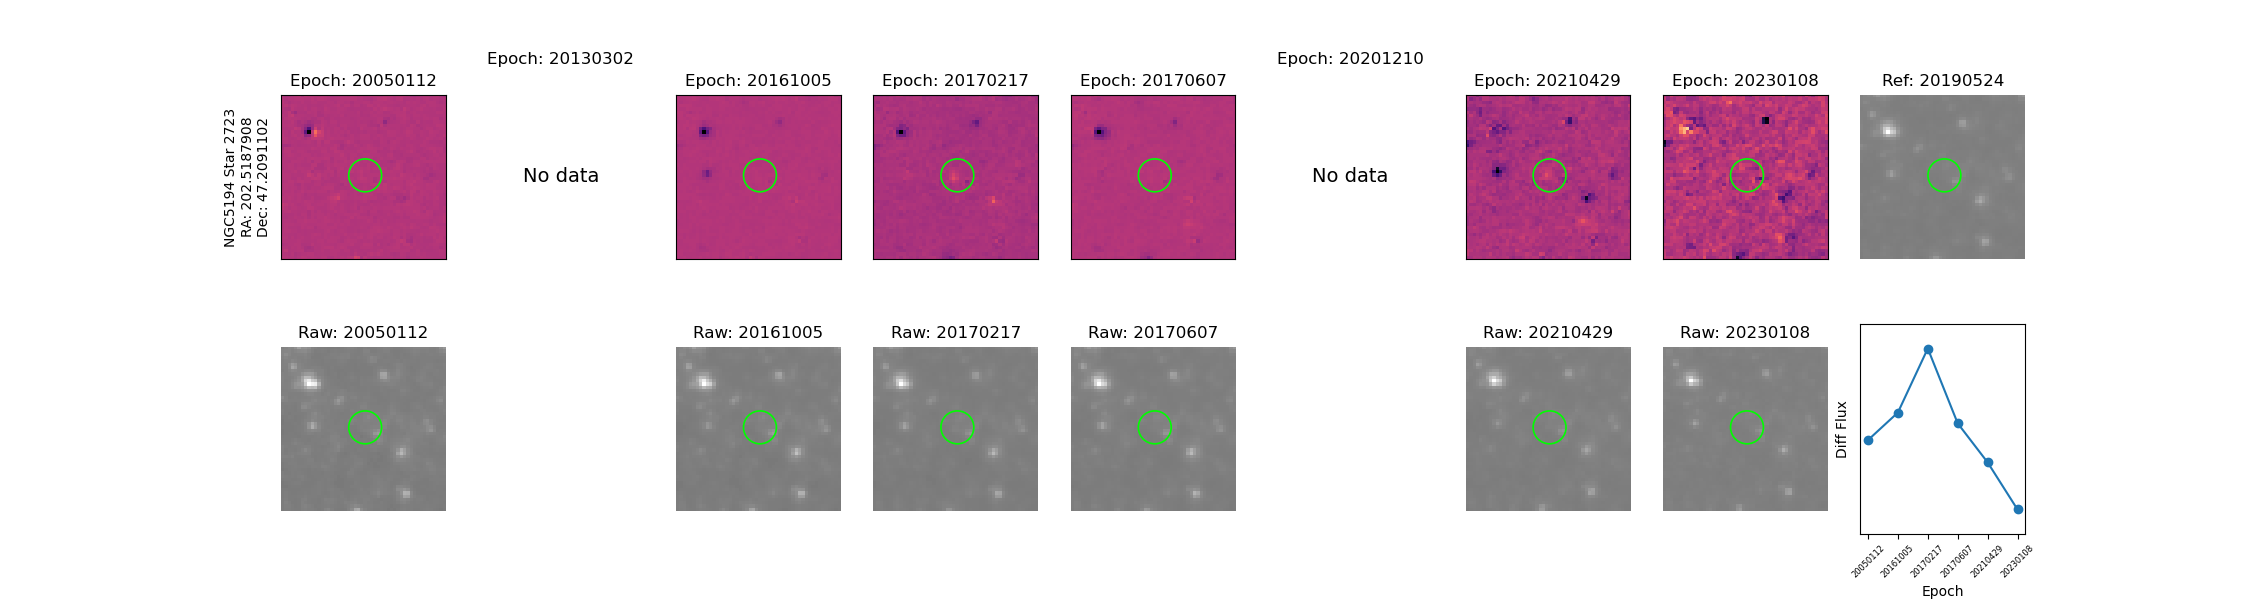 NGC5194 Star 2723
RA: 202.5187908
Dec: 47.2091102
Epoch: 20050112
Epoch: 20130302
No data
Epoch: 20161005
Epoch: 20170217
Epoch: 20170607
Epoch: 20201210
No data
Epoch: 20210429
Epoch: 20230108
Ref: 20190524
Raw: 20050112
Raw: 20161005
Raw: 20170217
Raw: 20170607
Raw: 20210429
Raw: 20230108
Diff Flux
20050112
20161005
20170217
20170607
20210429
20230108
Epoch